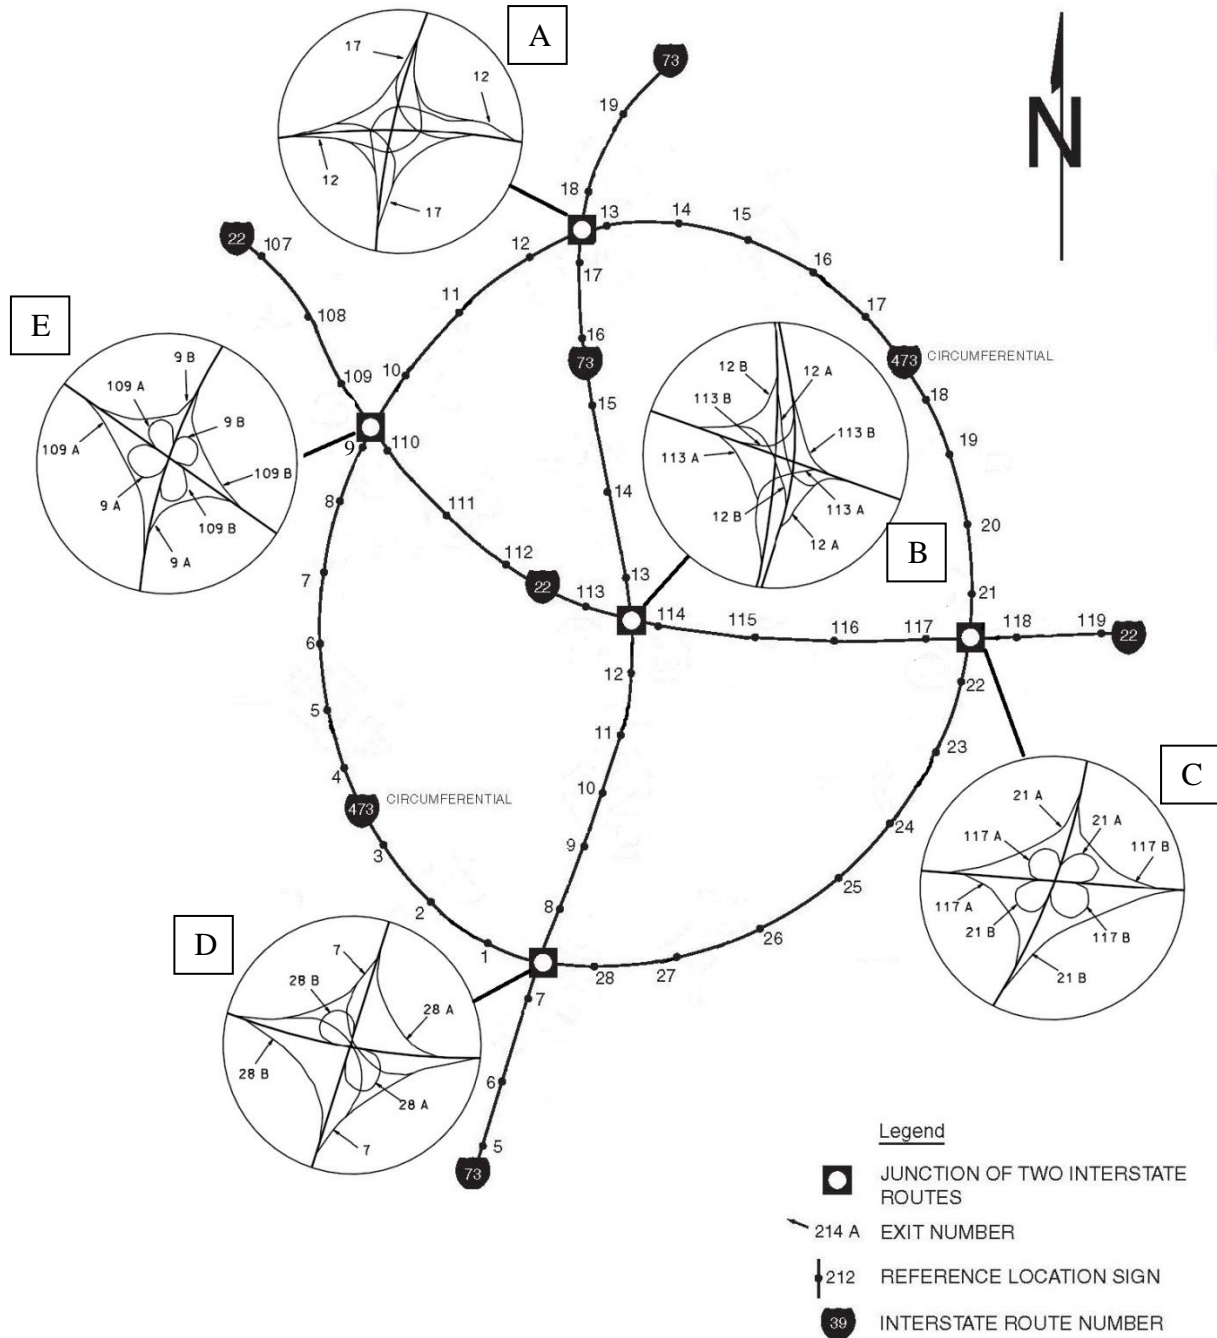 A
17
12
12
17
73
19
18
13
14
15
16
17
12
11
10
17
16
73
15
14
13
22
107
108
109
E
9 B
109 A
9 B
109 A
109 B
9 A
109 B
9 A
9
110
111
112
22
113
114
115
116
117
118
119
22
473
CIRCUMFERENTIAL
18
19
20
21
12 B
12 A
113 B
113 B
113 A
113 A
12 B
12 A
B
8
7
6
5
4
473
CIRCUMFERENTIAL
3
2
1
12
11
10
9
8
22
23
24
25
26
27
28
C
21 A
117 A
21 A
117 B
117 A
21 B
117 B
21 B
D
7
28 B
28 A
28 B
28 A
7
7
6
5
73
N
Legend
JUNCTION OF TWO INTERSTATE
ROUTES
214 A EXIT NUMBER
212 REFERENCE LOCATION SIGN
39 INTERSTATE ROUTE NUMBER